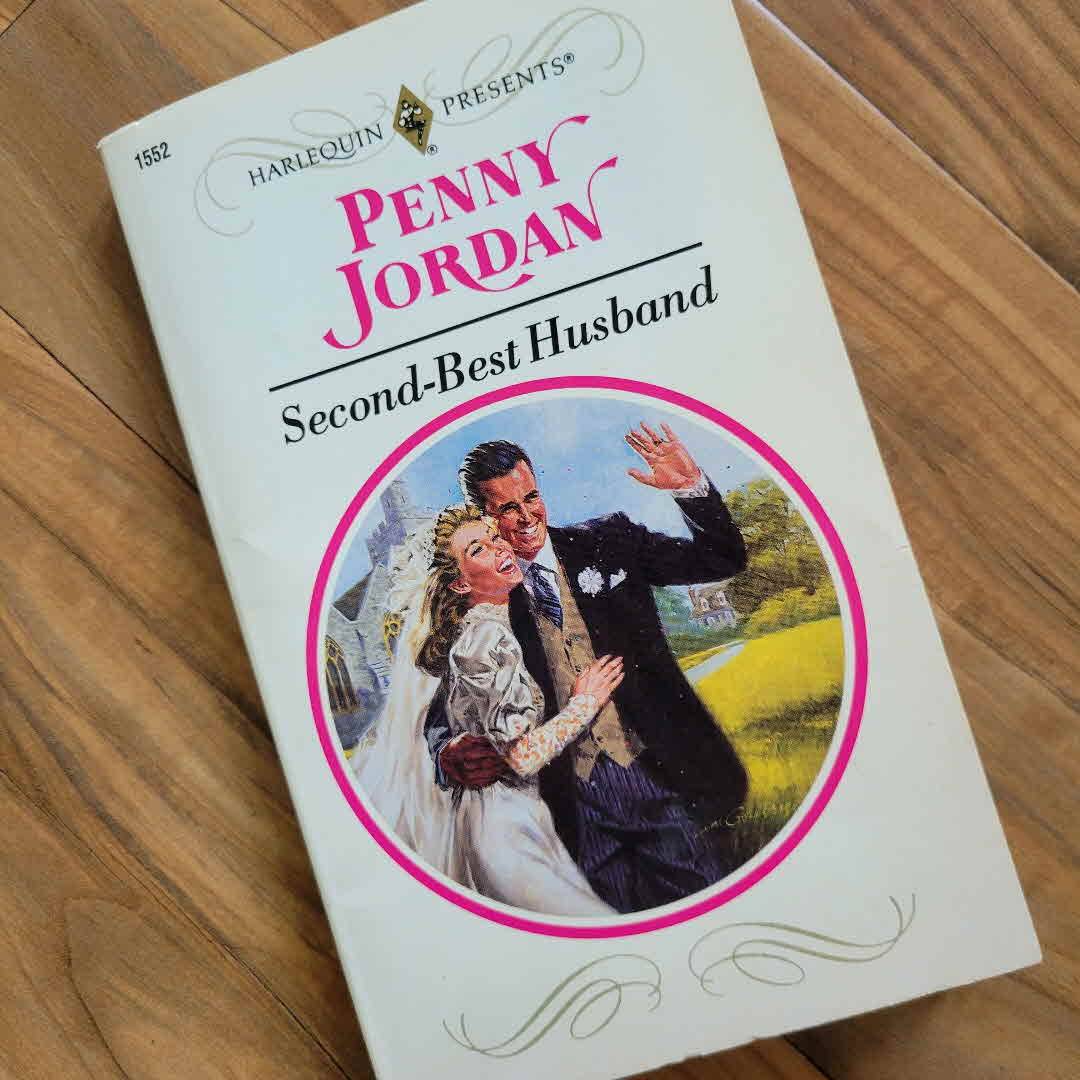 1552
HARLEQUIN PRESENTS®
®
PENNY
JORDAN
Second-Best Husband